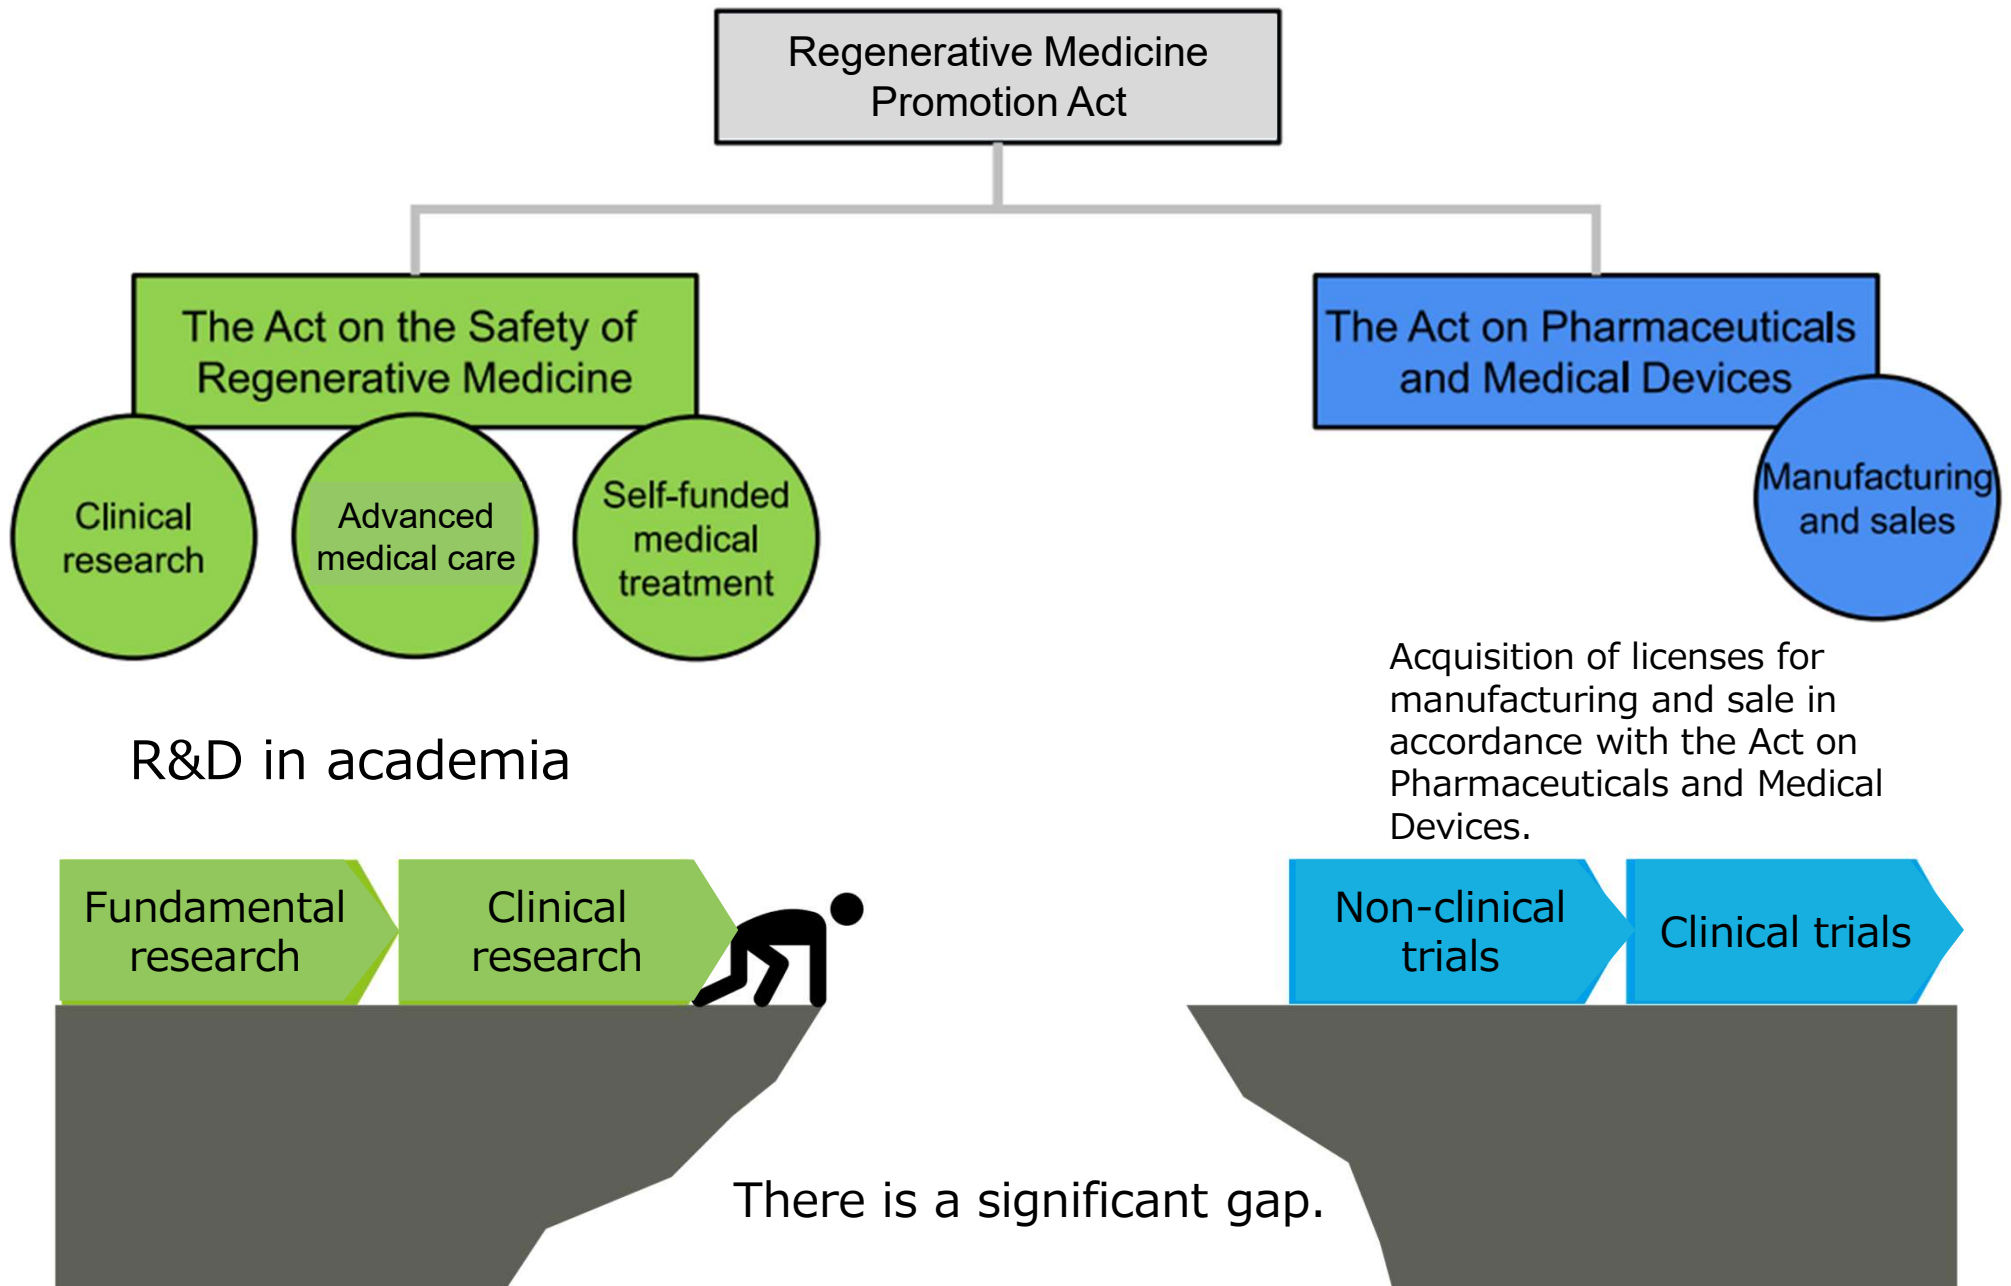 Regenerative Medicine
Promotion Act
The Act on the Safety of
Regenerative Medicine
The Act on Pharmaceuticals
and Medical Devices
Clinical
research
Advanced
medical care
Self-funded
medical
treatment
Manufacturing
and sales
R&D in academia
Acquisition of licenses for
manufacturing and sale in
accordance with the Act on
Pharmaceuticals and Medical
Devices.
Fundamental
research
Clinical
research
Non-clinical
trials
Clinical trials
There is a significant gap.